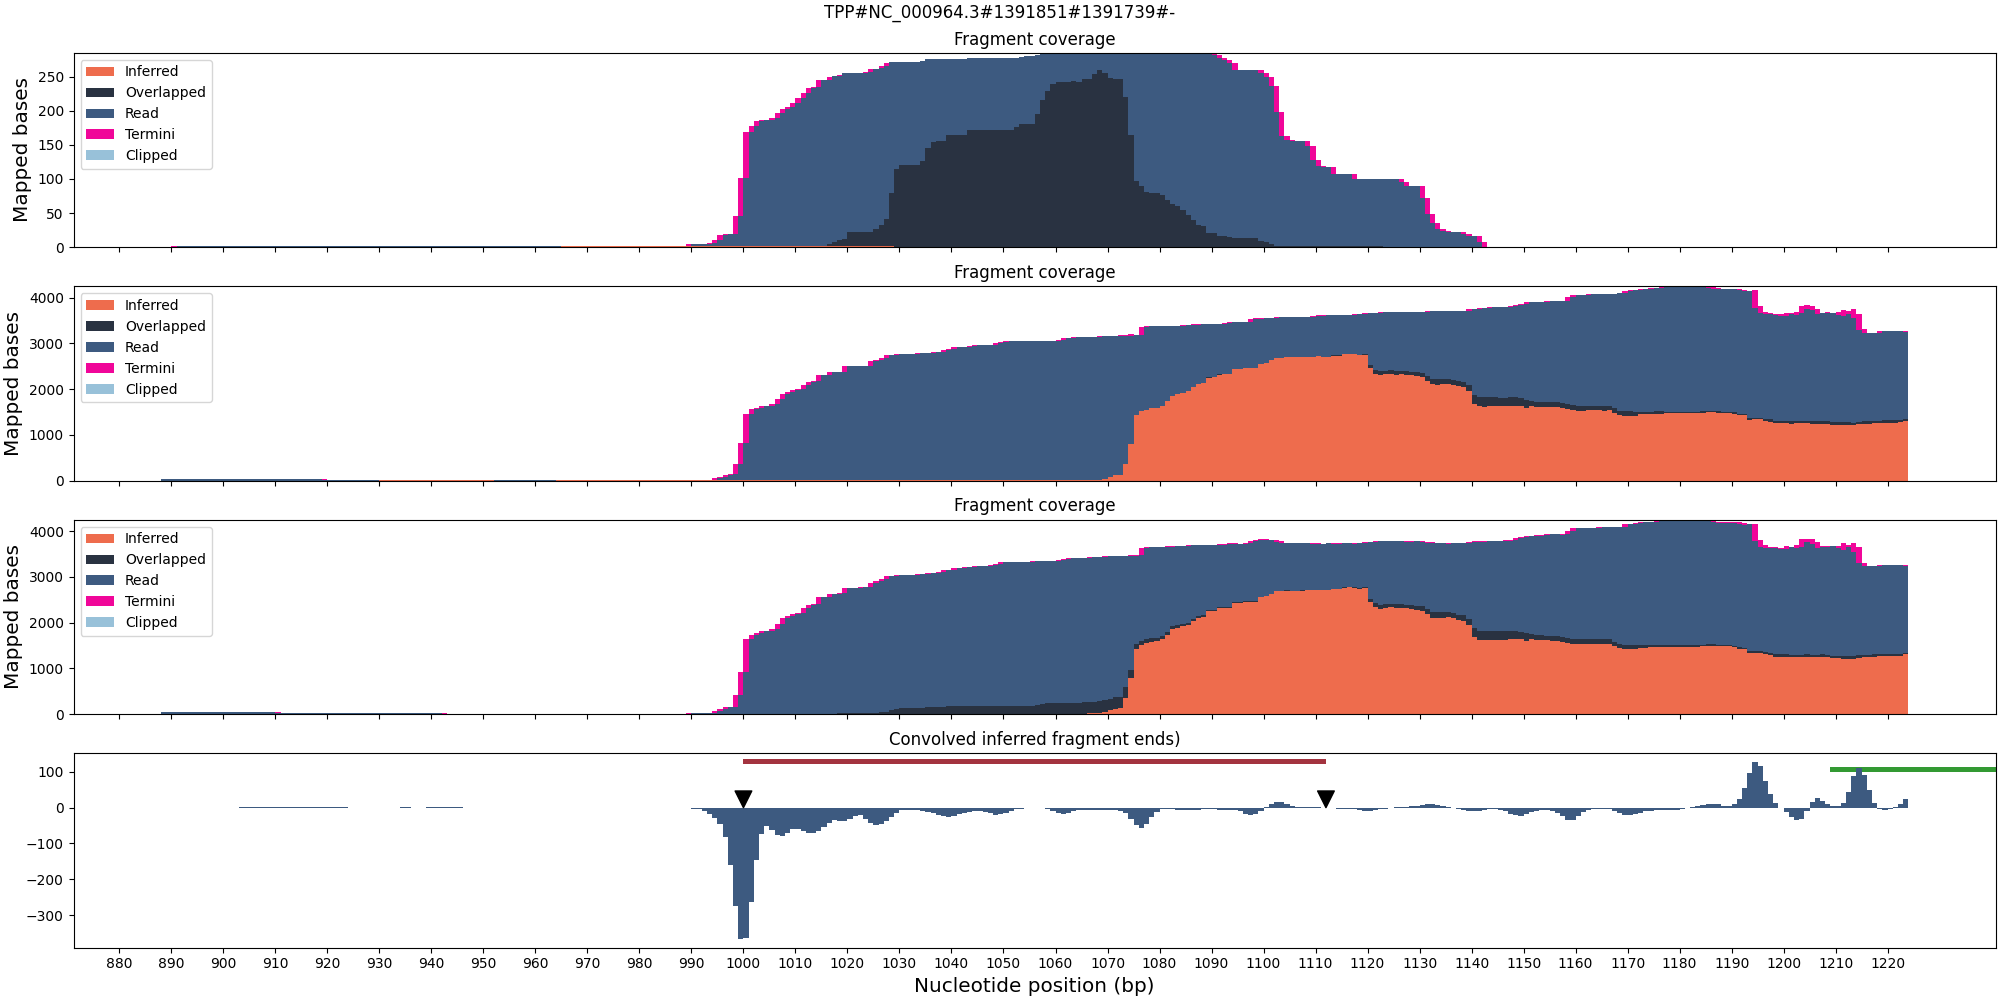 TPP#NC_000964.3#1391851#1391739#-
Fragment coverage
Mapped bases
250
200
150
100
50
0
Inferred
Overlapped
Read
Termini
Clipped
Fragment coverage
Mapped bases
4000
3000
2000
1000
0
Inferred
Overlapped
Read
Termini
Clipped
Fragment coverage
Mapped bases
4000
3000
2000
1000
0
Inferred
Overlapped
Read
Termini
Clipped
Convolved inferred fragment ends)
100
0
−100
−200
−300
880 890 900 910 920 930 940 950 960 970 980 990 1000 1010 1020 1030 1040 1050 1060 1070 1080 1090 1100 1110 1120 1130 1140 1150 1160 1170 1180 1190 1200 1210 1220
Nucleotide position (bp)